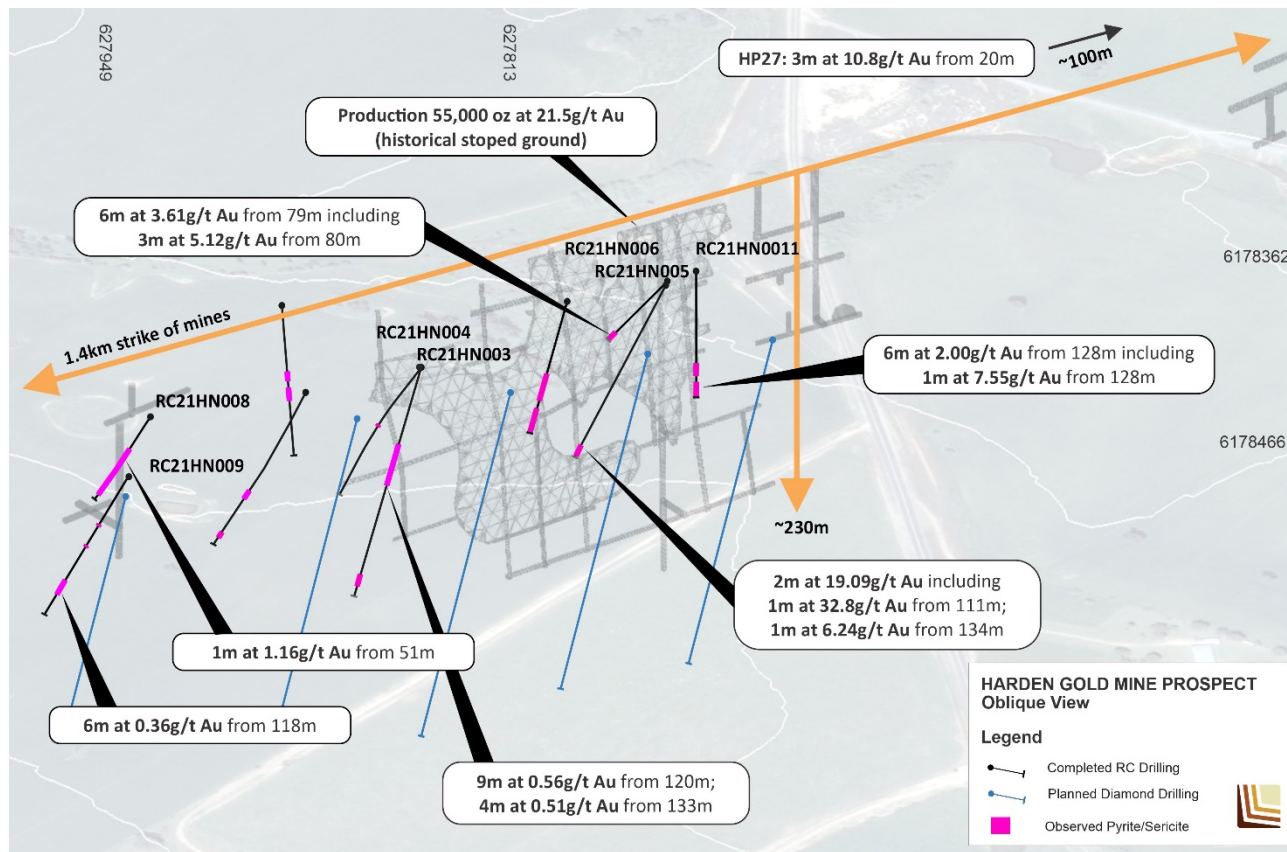 627949
627813
HP27: 3m at 10.8g/t Au from 20m
~100m
Production 55,000 oz at 21.5g/t Au
(historical stoped ground)
6m at 3.61g/t Au from 79m including
3m at 5.12g/t Au from 80m
RC21HN006
RC21HN0011
RC21HN005
6178362
1.4km strike of mines
RC21HN004
RC21HN003
6m at 2.00g/t Au from 128m including
1m at 7.55g/t Au from 128m
RC21HN008
6178466
RC21HN009
~230m
2m at 19.09g/t Au including
1m at 32.8g/t Au from 111m;
1m at 6.24g/t Au from 134m
1m at 1.16g/t Au from 51m
6m at 0.36g/t Au from 118m
9m at 0.56g/t Au from 120m;
4m at 0.51g/t Au from 133m
HARDEN GOLD MINE PROSPECT
Oblique View
Legend
Completed RC Drilling
Planned Diamond Drilling
Observed Pyrite/Sericite